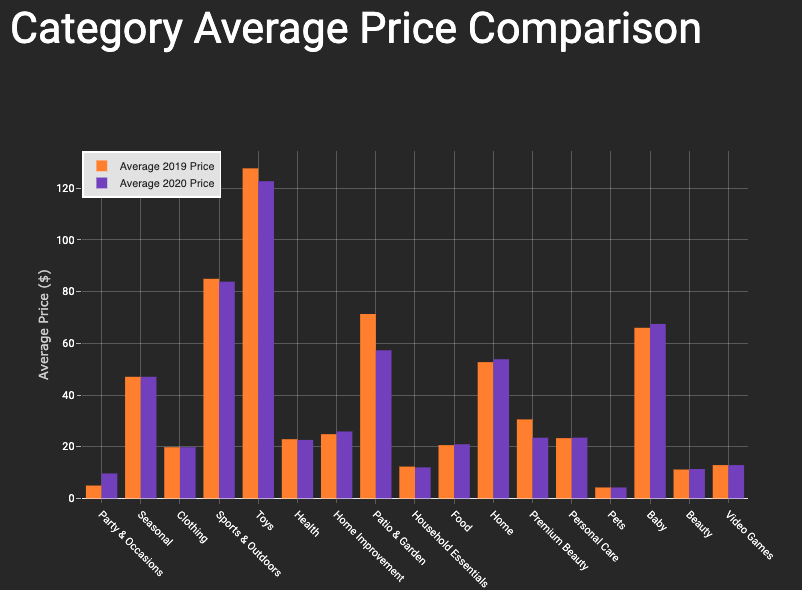 Category Average Price Comparison
Average 2019 Price
Average 2020 Price
Average Price ($)
120
100
80
60
40
20
0
Party & Occasions
Seasonal
Clothing
Sports & Outdoors
Toys
Health
Home Improvement
Patio & Garden
Household Essentials
Food
Home
Premium Beauty
Personal Care
Pets
Baby
Beauty
Video Games